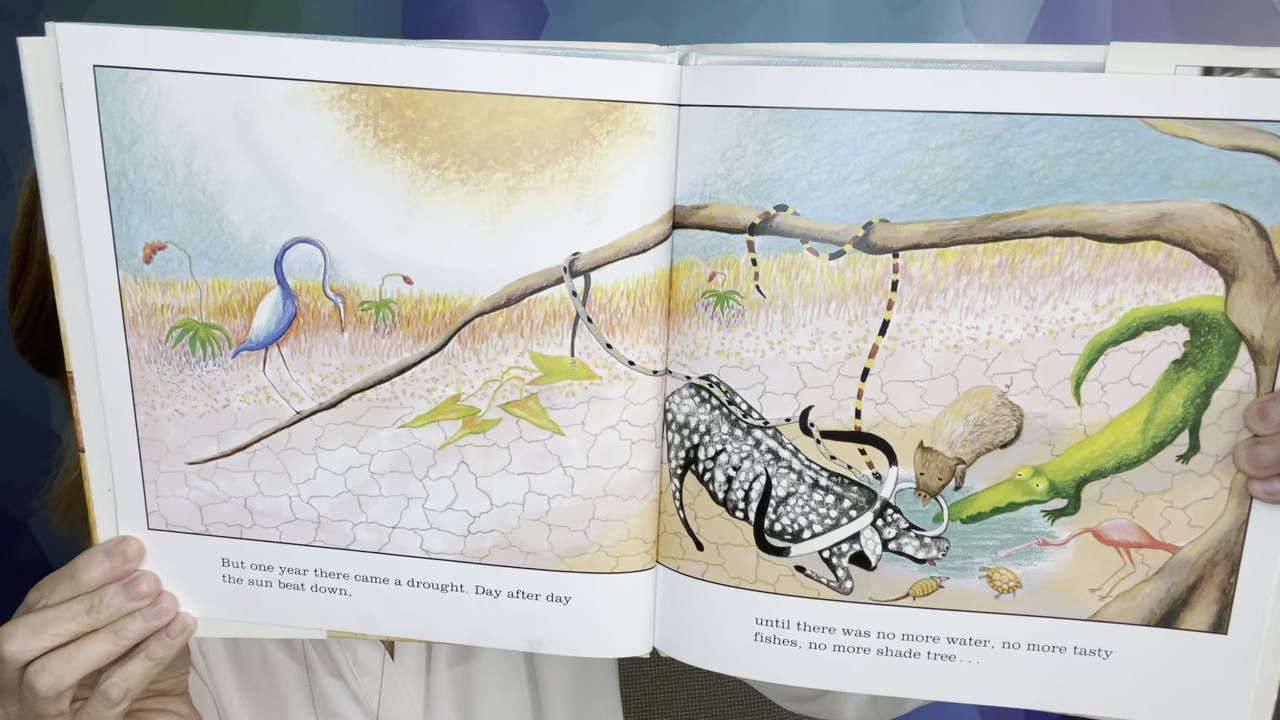 But one year there came a drought. Day after day
the sun beat down,
until there was no more water, no more tasty
fishes, no more shade tree . . .